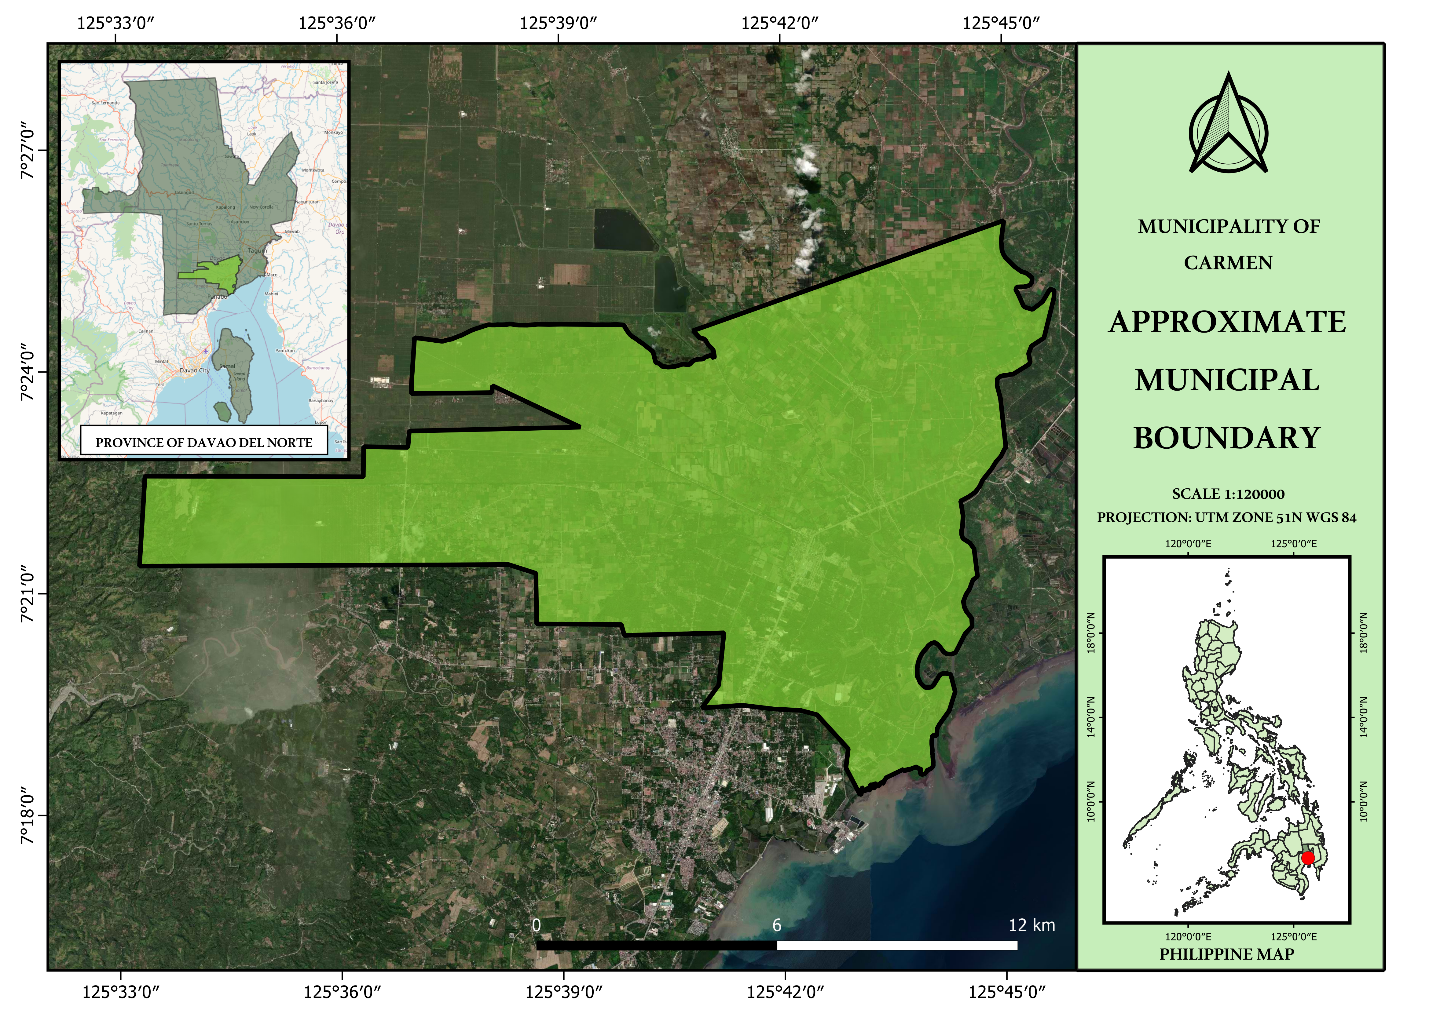 125°33′0″ 125°36′0″ 125°39′0″ 125°42′0″ 125°45′0″
7°27′0″
7°24′0″
7°21′0″
7°18′0″
Tagum
Davao City
PROVINCE OF DAVAO DEL NORTE
0 6 12 km
125°33′0″ 125°36′0″ 125°39′0″ 125°42′0″ 125°45′0″
MUNICIPALITY OF
CARMEN
APPROXIMATE
MUNICIPAL
BOUNDARY
SCALE 1:120000
PROJECTION: UTM ZONE 51N WGS 84
120°0′0″E 125°0′0″E
18°0′0″N 18°0′0″N
14°0′0″N 14°0′0″N
10°0′0″N 10°0′0″N
120°0′0″E 125°0′0″E
PHILIPPINE MAP